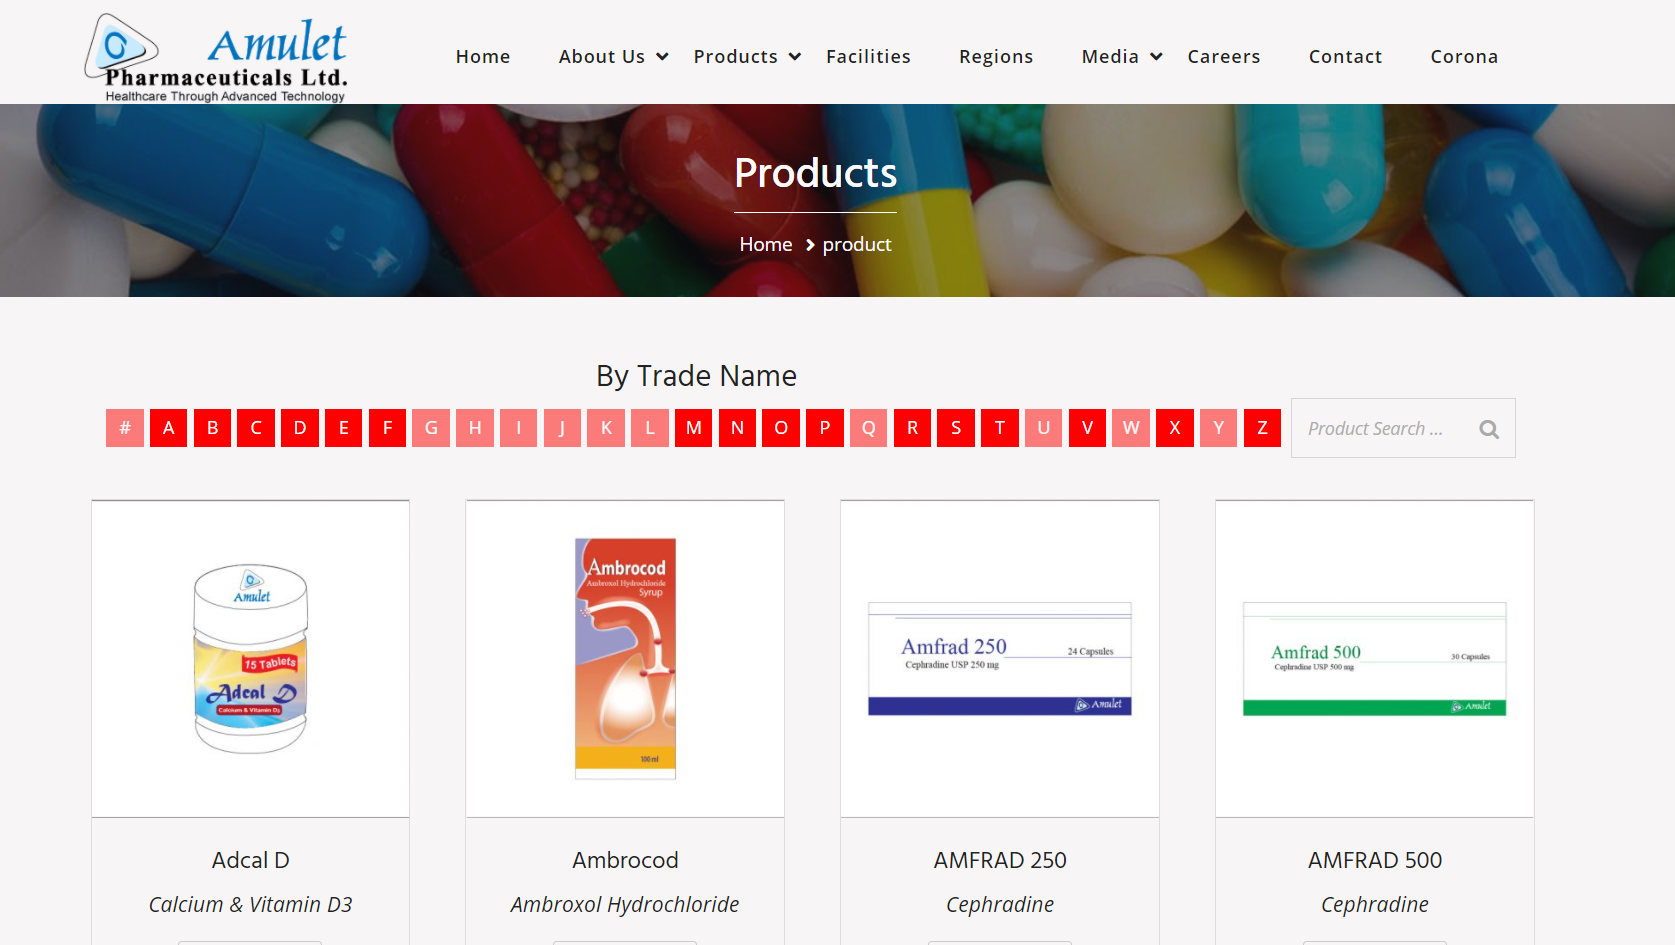 Amulet
Pharmaceuticals Ltd.
Healthcare Through Advanced Technology
Home About Us Products Facilities Regions Media Careers Contact Corona
Products
Home product
By Trade Name
# A B C D E F G H I J K L M N O P Q R S T U V W X Y Z
Product Search ...
Amulet
15 Tablets
Adcal D
Calcium & Vitamin D3
Ambrocod
Ambroxol Hydrochloride
Syrup
100 ml
Amfrad 250
Cephradine USP 250 mg
24 Capsules
Amulet
Amfrad 500
Cephradine USP 500 mg
30 Capsules
Amulet
Adcal D
Calcium & Vitamin D3
Ambrocod
Ambroxol Hydrochloride
AMFRAD 250
Cephradine
AMFRAD 500
Cephradine